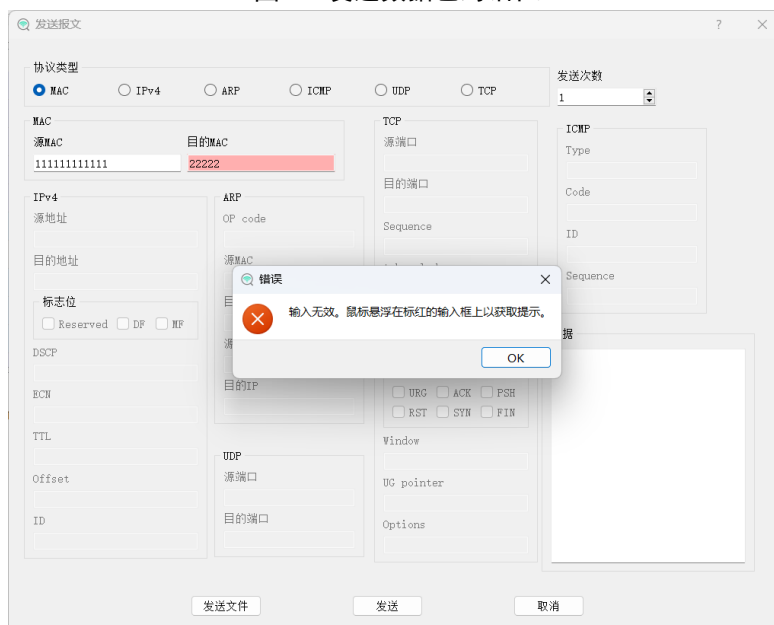 发送报文
协议类型
MAC IPv4 ARP ICMP UDP TCP
发送次数
1
MAC
源MAC 目的MAC
111111111111 22222
TCP
源端口
目的端口
Sequence
ICMP
Type
Code
ID
Sequence
IPv4
源地址
目的地址
标志位
Reserved DF MF
DSCP
ECN
TTL
Offset
ID
ARP
OP code
源MAC
目的IP
错误
输入无效。鼠标悬浮在标红的输入框上以获取提示。
OK
URG ACK PSH
RST SYN FIN
Window
UG pointer
Options
UDP
源端口
目的端口
据
发送文件 发送 取消